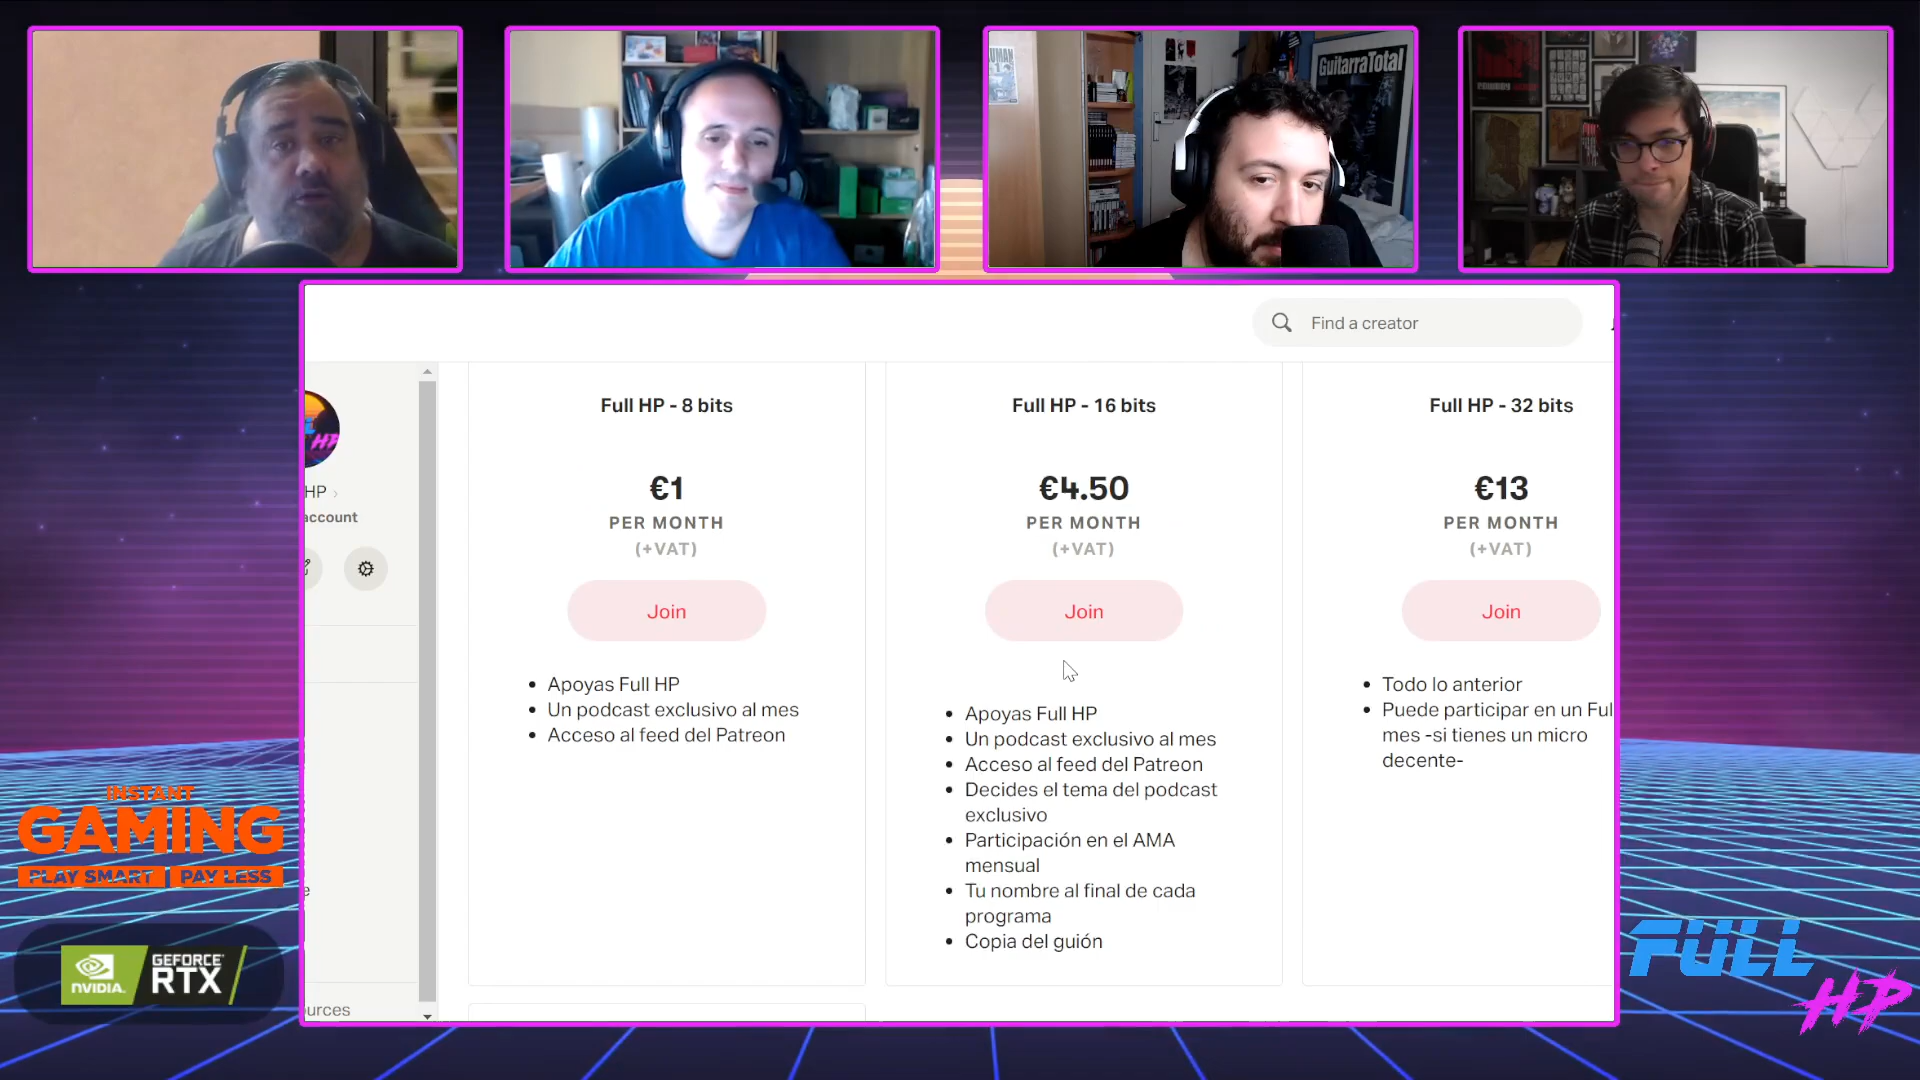 GuitarraTotal
Find a creator
HP
account
Full HP - 8 bits
€1
PER MONTH
(+VAT)
Join
Apoyas Full HP
Un podcast exclusivo al mes
Acceso al feed del Patreon
Full HP - 16 bits
€4.50
PER MONTH
(+VAT)
Join
Apoyas Full HP
Un podcast exclusivo al mes
Acceso al feed del Patreon
Decides el tema del podcast
exclusivo
Participación en el AMA
mensual
Tu nombre al final de cada
programa
Copia del guión
Full HP - 32 bits
€13
PER MONTH
(+VAT)
Join
Todo lo anterior
Puede participar en un Ful
mes -si tienes un micro
decente-
urces
INSTANT
GAMING
PLAY SMART | PAY LESS
NVIDIA. GEFORCE
RTX
FULL
HP